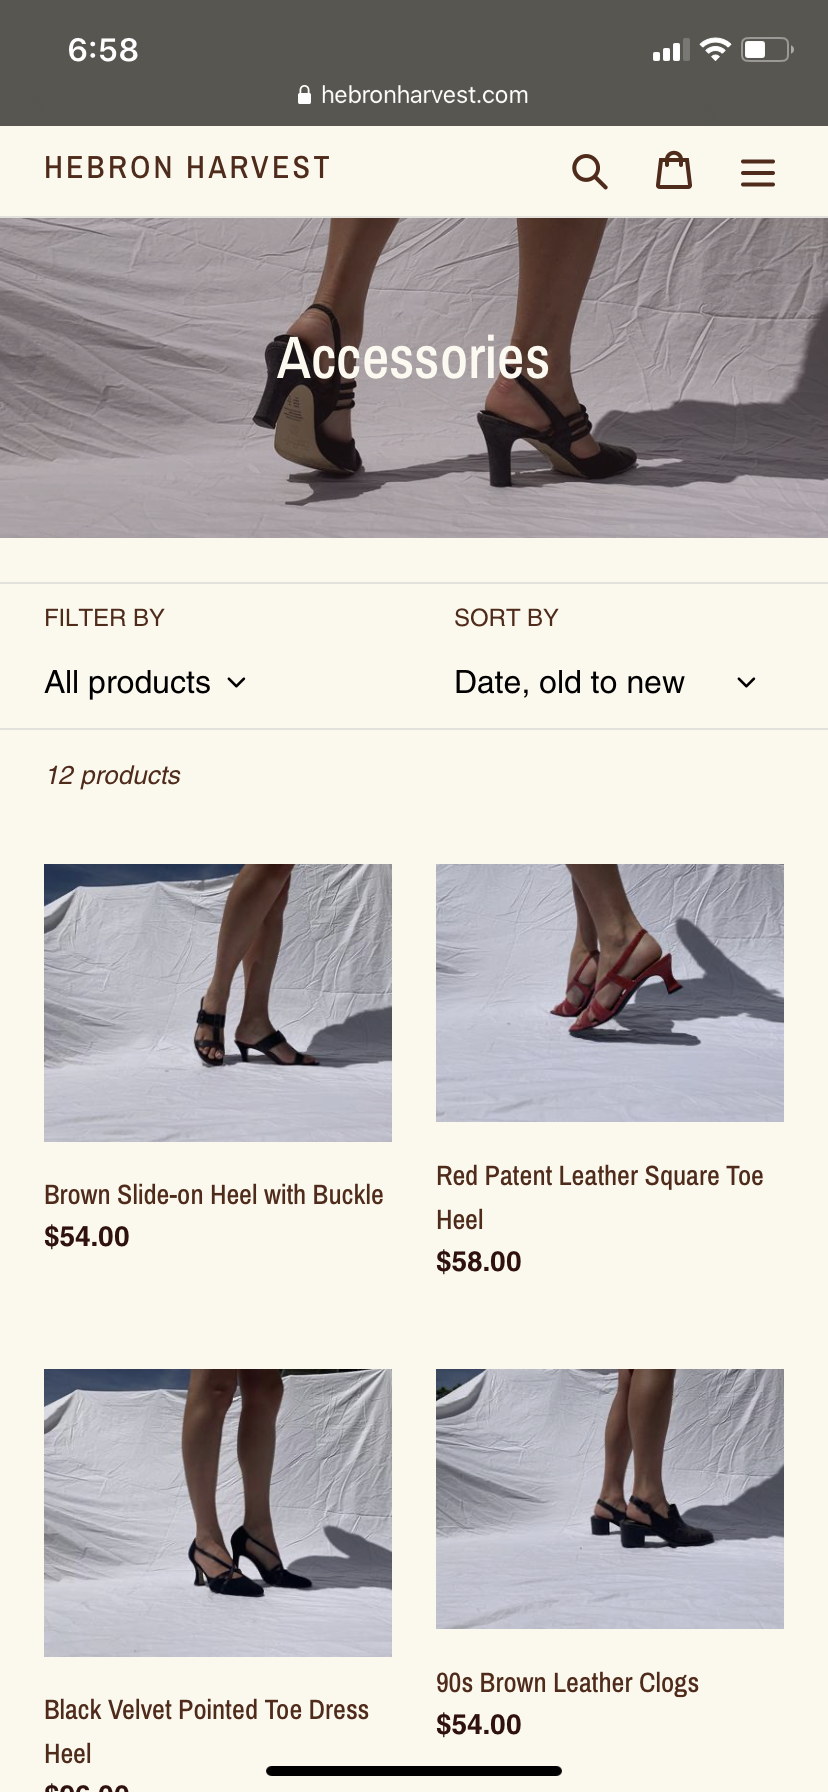 6:58
hebronharvest.com
HEBRON HARVEST
Accessories
FILTER BY
SORT BY
All products
Date, old to new
12 products
Brown Slide-on Heel with Buckle
$54.00
Red Patent Leather Square Toe
Heel
$58.00
Black Velvet Pointed Toe Dress
Heel
90s Brown Leather Clogs
$54.00